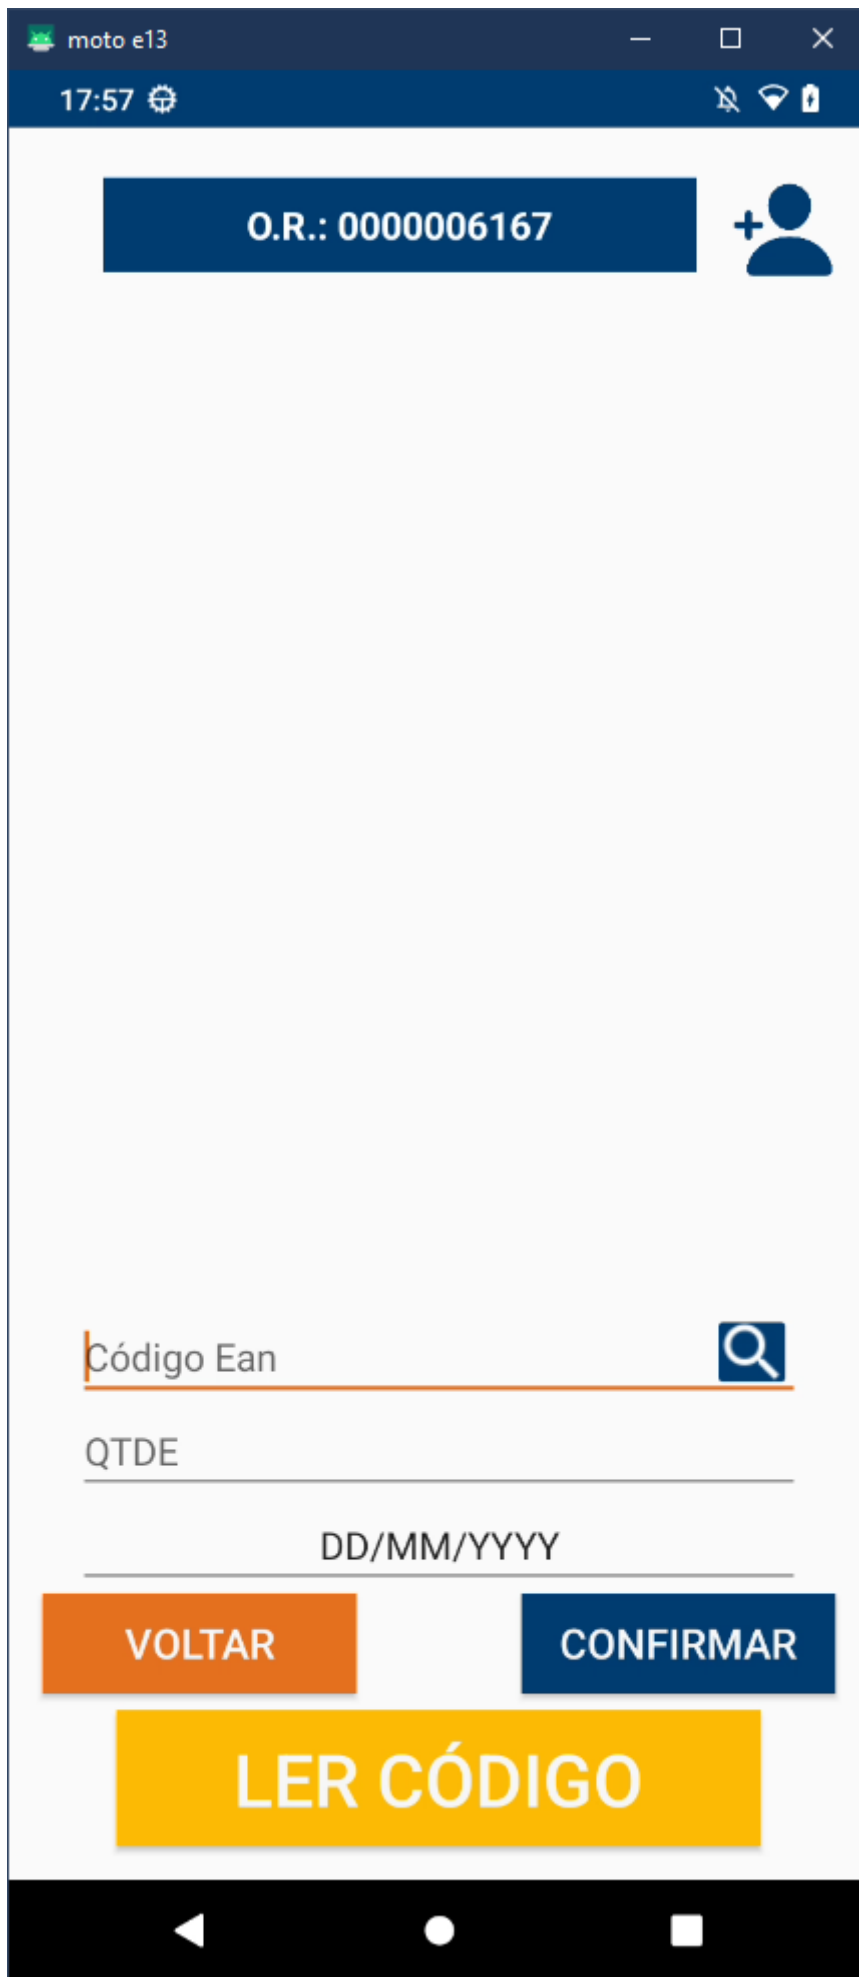 moto e13
17:57
O.R.: 0000006167
Código Ean
QTDE
DD/MM/YYYY
VOLTAR
CONFIRMAR
LER CÓDIGO